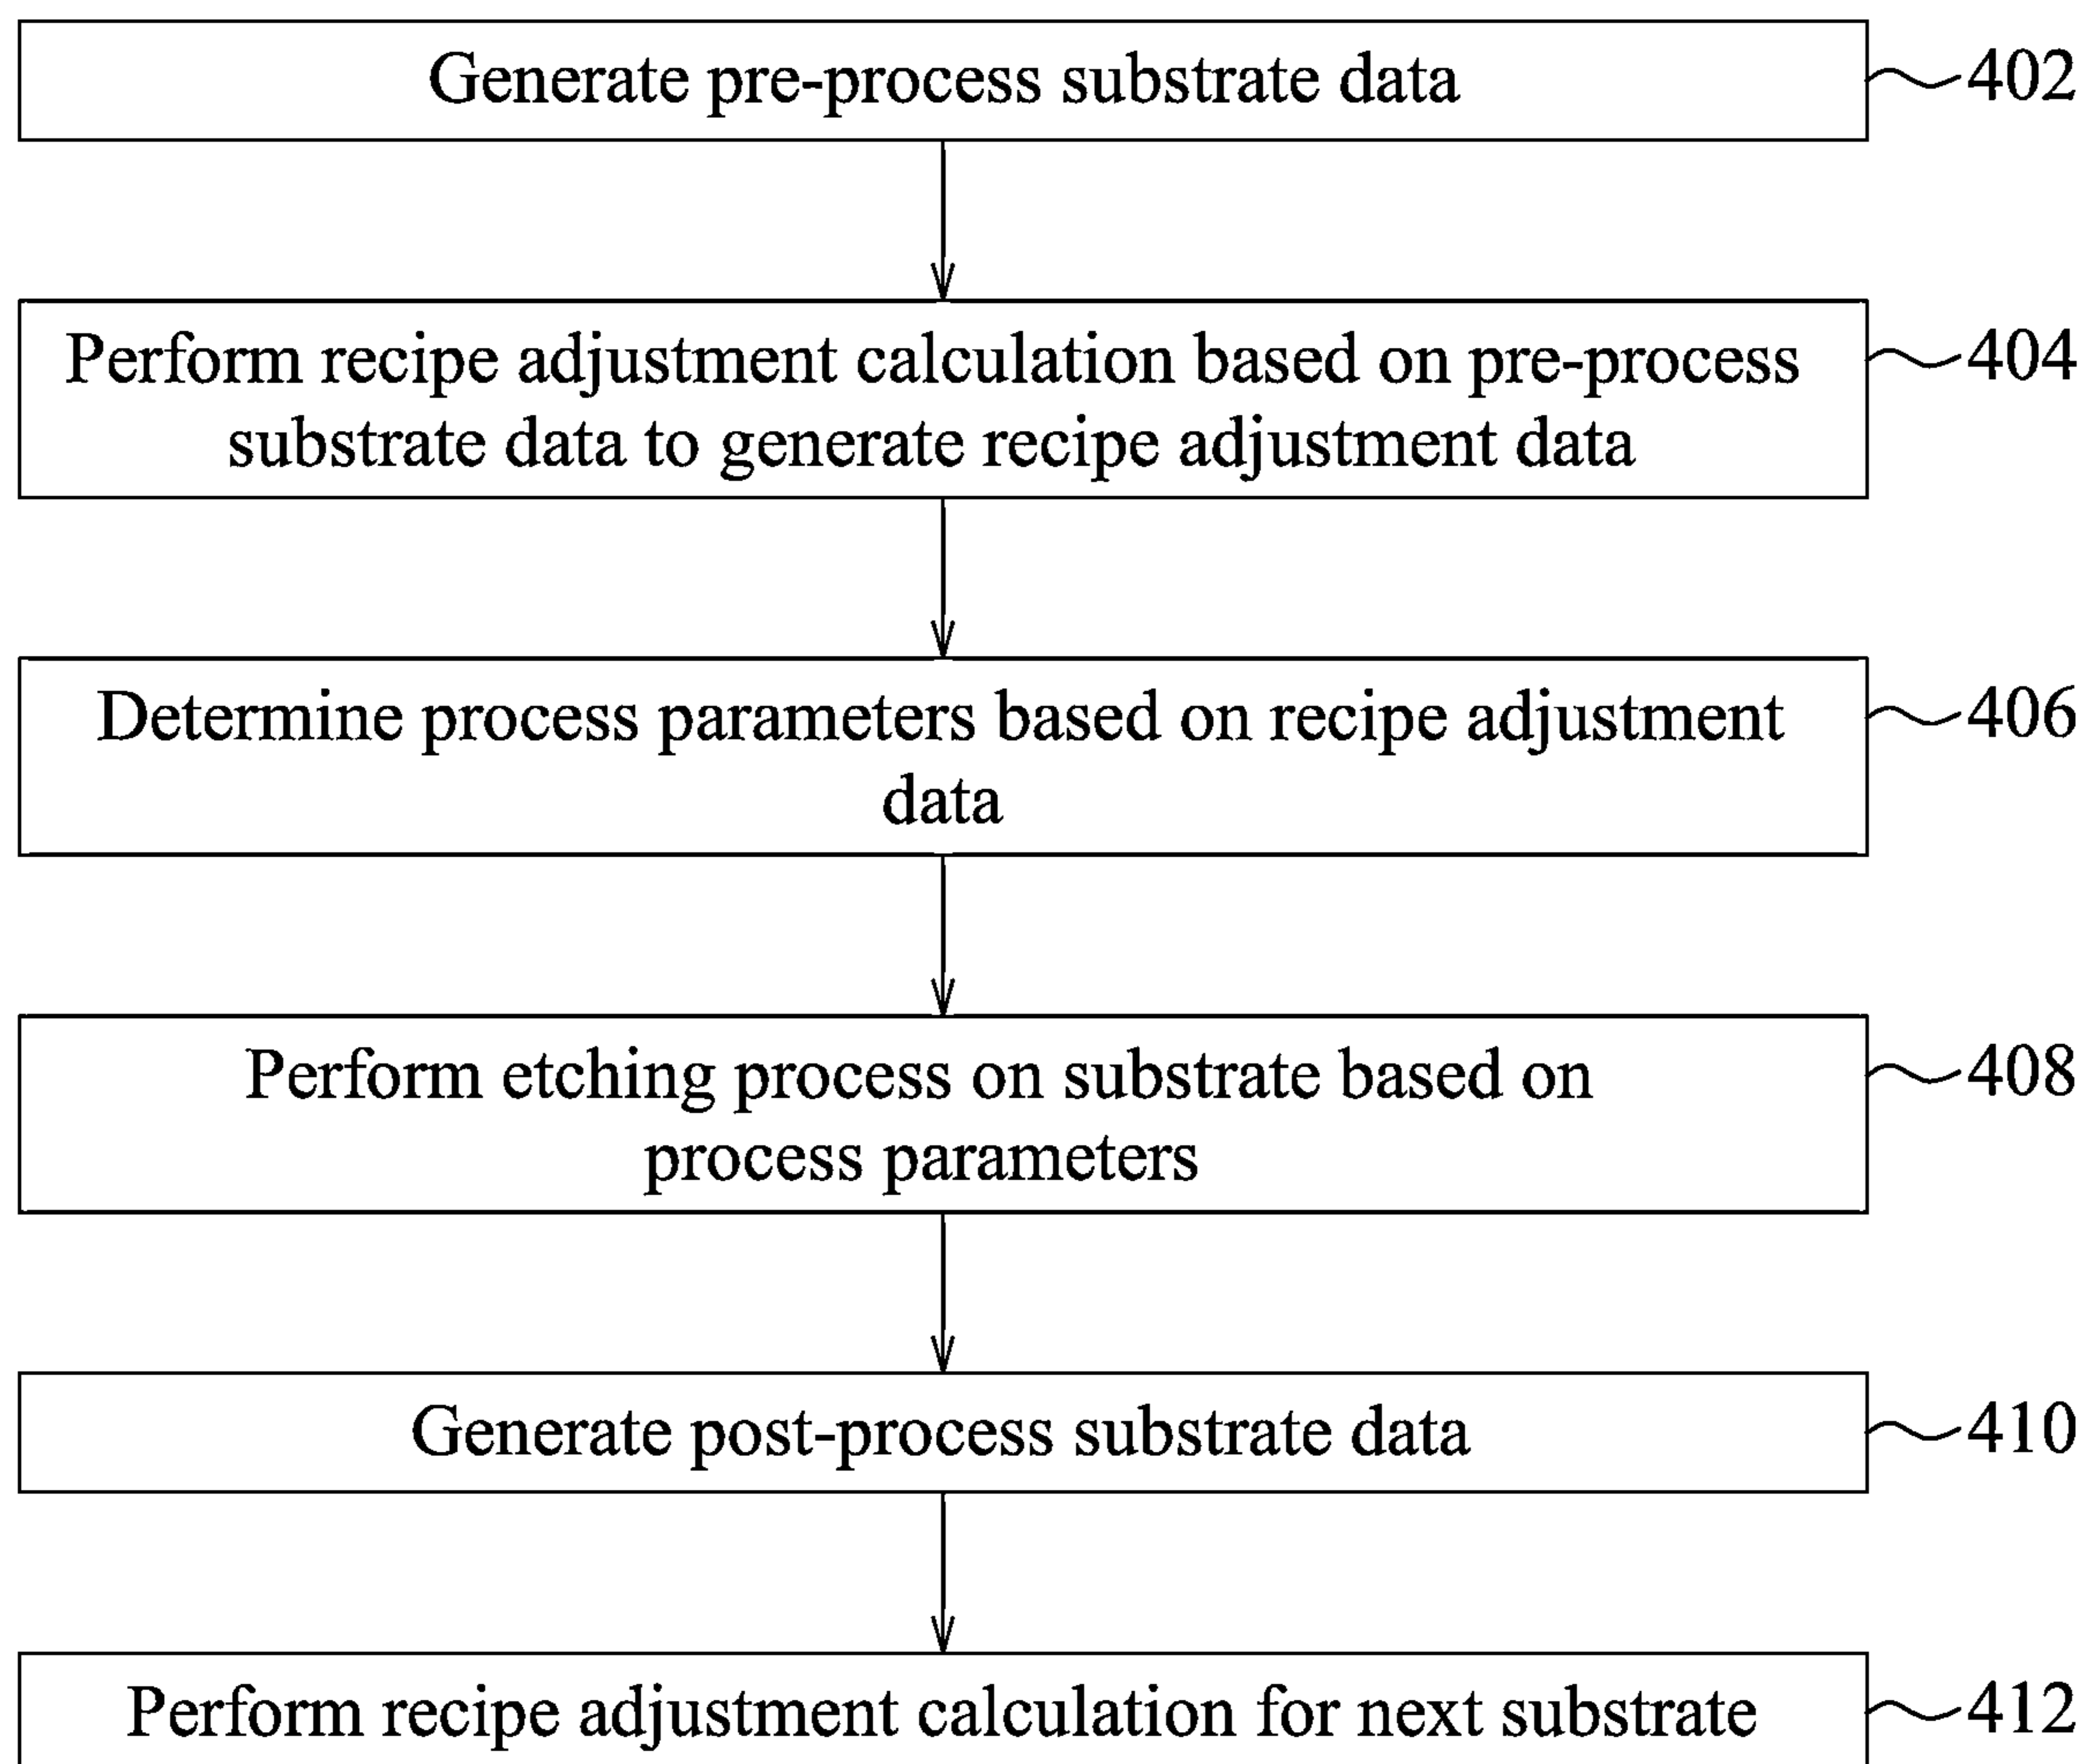 Generate pre-process substrate data
402
Perform recipe adjustment calculation based on pre-process
substrate data to generate recipe adjustment data
404
Determine process parameters based on recipe adjustment
data
406
Perform etching process on substrate based on
process parameters
408
Generate post-process substrate data
410
Perform recipe adjustment calculation for next substrate
412